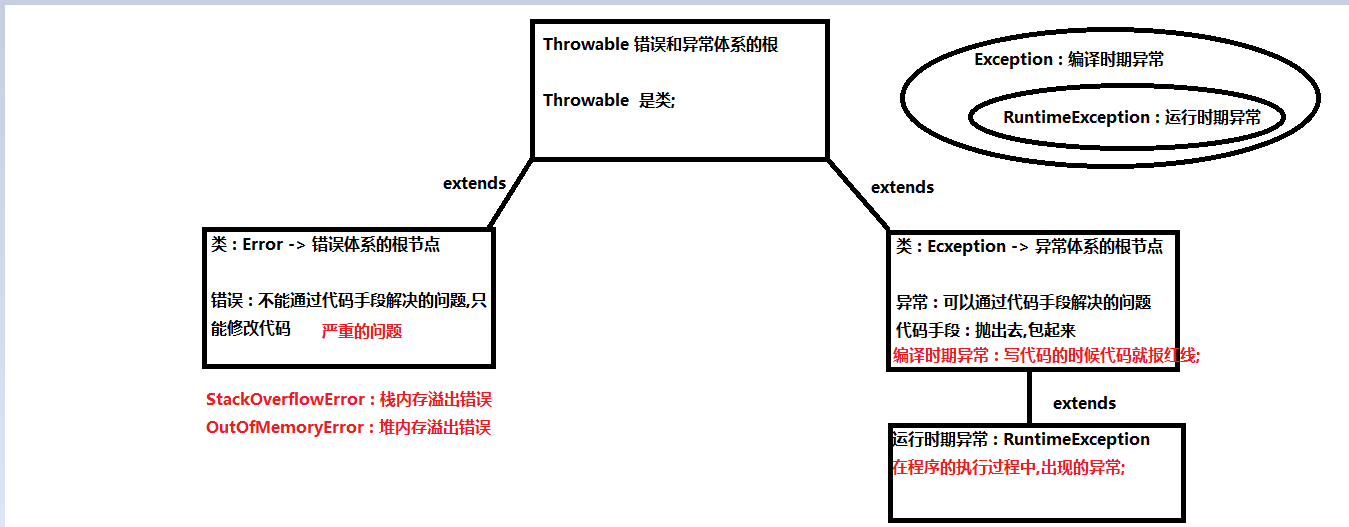 Throwable 错误和异常体系的根
Throwable 是类;
Exception : 编译时期异常
RuntimeException : 运行时期异常
extends
extends
类 : Error -> 错误体系的根节点
错误 : 不能通过代码手段解决的问题,只
能修改代码 严重的问题
StackOverflowError : 栈内存溢出错误
OutOfMemoryError : 堆内存溢出错误
类 : Ecxeption -> 异常体系的根节点
异常 : 可以通过代码手段解决的问题
代码手段 : 抛出去,包起来
编译时期异常 : 写代码的时候代码就报红线;
extends
运行时期异常 : RuntimeException
在程序的执行过程中,出现的异常;